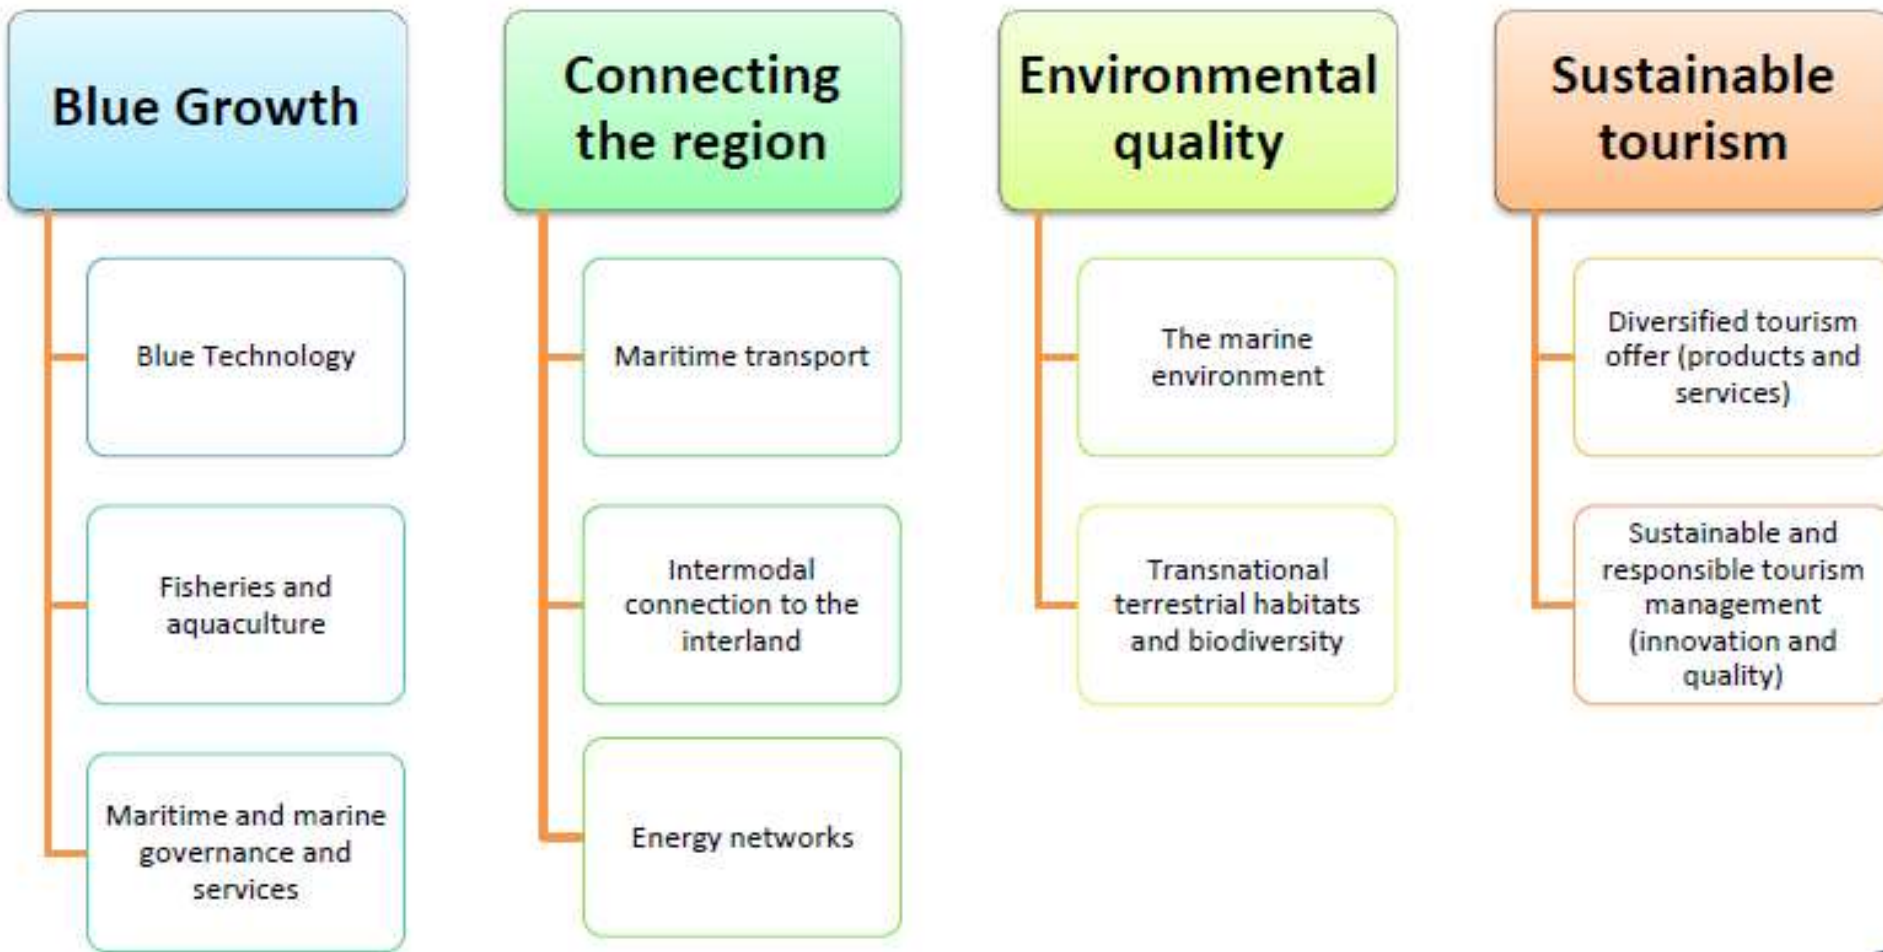 Blue Growth
Blue Technology
Fisheries and
aquaculture
Maritime and marine
governance and
services
Connecting
the region
Maritime transport
Intermodal
connection to the
interland
Energy networks
Environmental
quality
The marine
environment
Transnational
terrestrial habitats
and biodiversity
Sustainable
tourism
Diversified tourism
offer (products and
services)
Sustainable and
responsible tourism
management
(innovation and
quality)